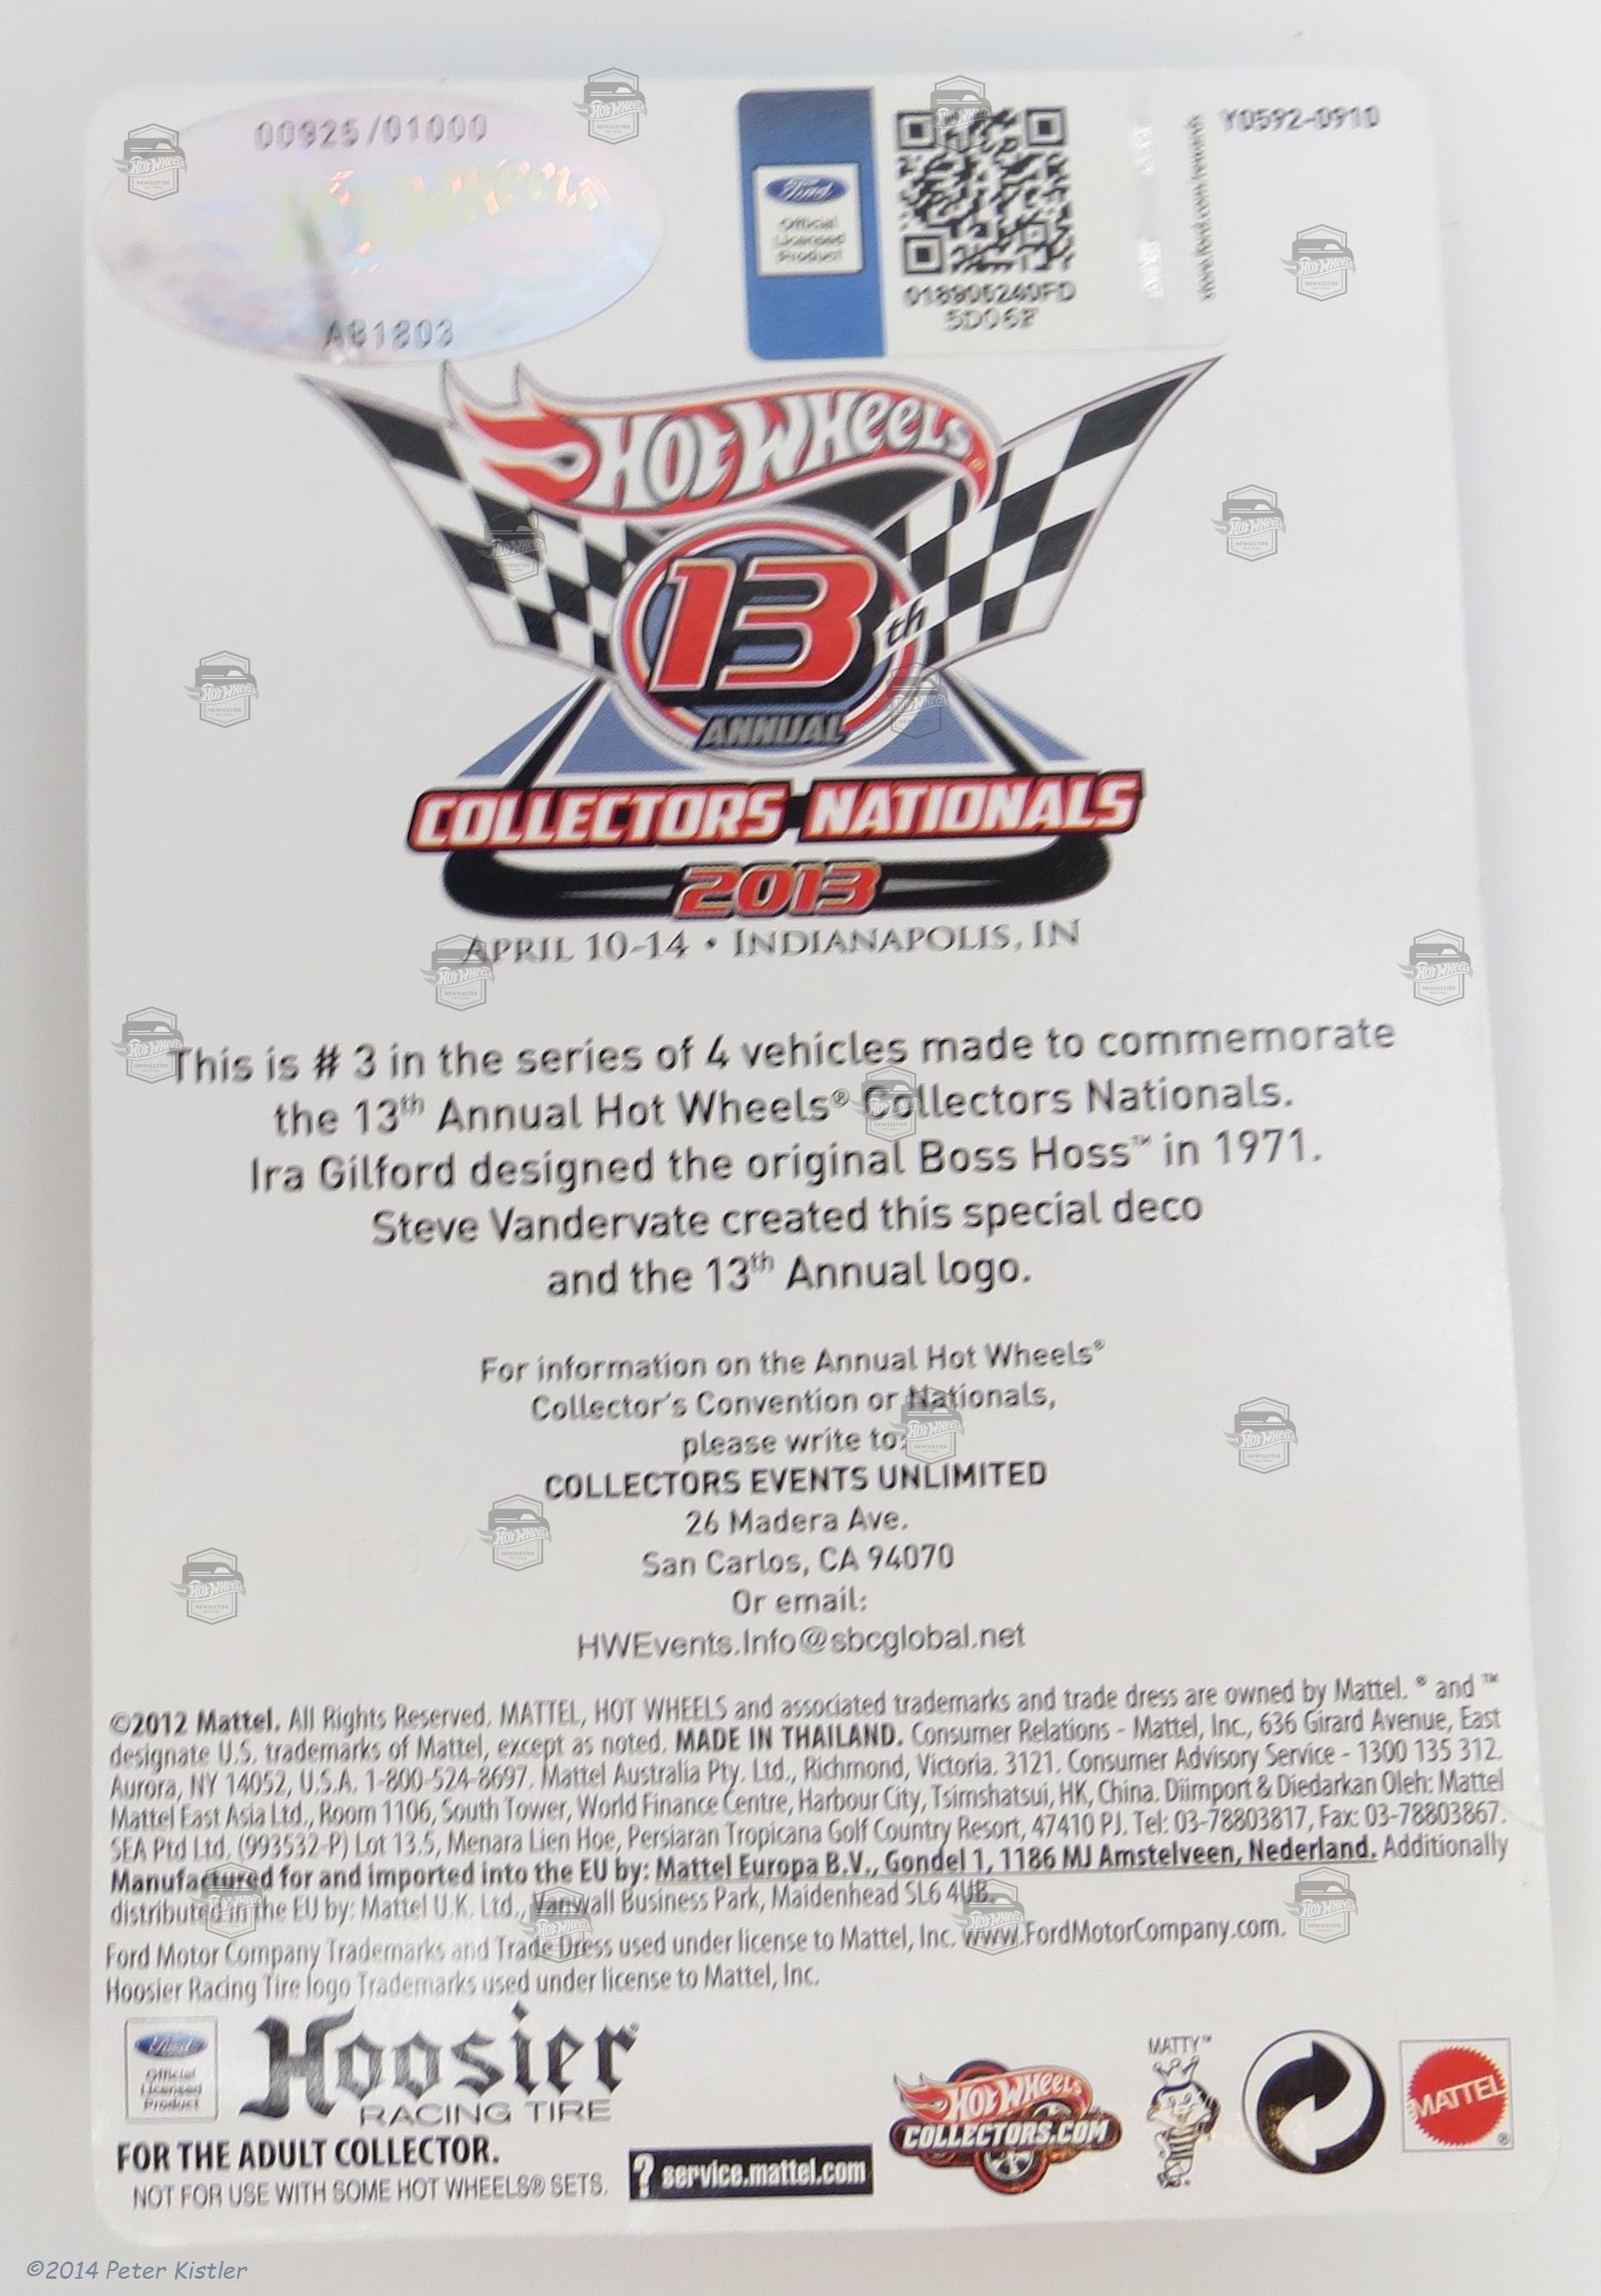 00925/01000
Hot Wheels
AB1803
Ford
Official
Licensed
Product
018906240FD
5D06F
Y0592-0910
Hot Wheels
13th
ANNUAL
COLLECTORS NATIONALS
2013
APRIL 10-14 • INDIANAPOLIS, IN
This is # 3 in the series of 4 vehicles made to commemorate
the 13th Annual Hot Wheels® Collectors Nationals.
Ira Gilford designed the original Boss Hoss™ in 1971.
Steve Vandervate created this special deco
and the 13th Annual logo.
For information on the Annual Hot Wheels®
Collector's Convention or Nationals,
please write to:
COLLECTORS EVENTS UNLIMITED
26 Madera Ave.
San Carlos, CA 94070
Or email:
HWEvents.Info@sbcglobal.net
©2012 Mattel. All Rights Reserved. MATTEL, HOT WHEELS and associated trademarks and trade dress are owned by Mattel. ® and ™
designate U.S. trademarks of Mattel, except as noted. MADE IN THAILAND. Consumer Relations - Mattel, Inc., 636 Girard Avenue, East
Aurora, NY 14052, U.S.A. 1-800-524-8697. Mattel Australia Pty. Ltd., Richmond, Victoria. 3121. Consumer Advisory Service - 1300 135 312.
Mattel East Asia Ltd., Room 1106, South Tower, World Finance Centre, Harbour City, Tsimshatsui, HK, China. Diimport & Diedarkan Oleh: Mattel
SEA Ptd Ltd. (993532-P) Lot 13.5, Menara Lien Hoe, Persiaran Tropicana Golf Country Resort, 47410 PJ. Tel: 03-78803817, Fax: 03-78803867.
Manufactured for and imported into the EU by: Mattel Europa B.V., Gondel 1, 1186 MJ Amstelveen, Nederland. Additionally
distributed in the EU by: Mattel U.K. Ltd., Vanwall Business Park, Maidenhead SL6 4UB.
Ford Motor Company Trademarks and Trade Dress used under license to Mattel, Inc. www.FordMotorCompany.com.
Hoosier Racing Tire logo Trademarks used under license to Mattel, Inc.
Ford
Official
Licensed
Product
Hoosier
RACING TIRE
FOR THE ADULT COLLECTOR.
NOT FOR USE WITH SOME HOT WHEELS® SETS.
? service.mattel.com
Hot Wheels
COLLECTORS.COM
MATTY™
MATTEL®
©2014 Peter Kistler